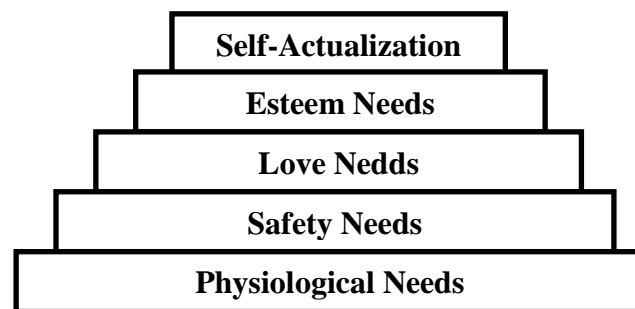 Self-Actualization
Esteem Needs
Love Nedds
Safety Needs
Physiological Needs